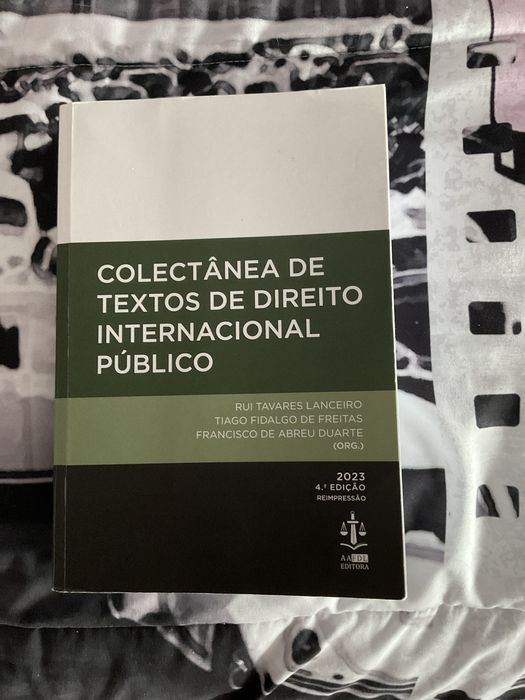 COLECTÂNEA DE
TEXTOS DE DIREITO
INTERNACIONAL
PÚBLICO
RUI TAVARES LANCEIRO
TIAGO FIDALGO DE FREITAS
FRANCISCO DE ABREU DUARTE
(ORG.)
2023
4.ª EDIÇÃO
REIMPRESSÃO
AAFDL
EDITORA